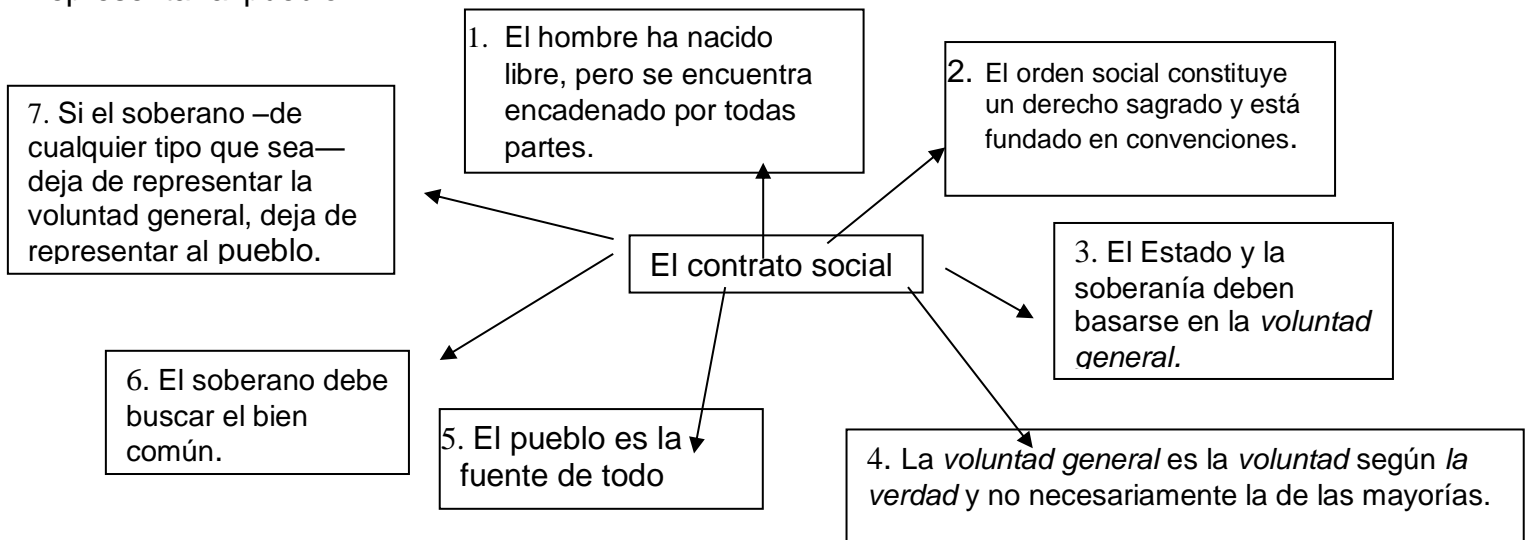 1. El hombre ha nacido
libre, pero se encuentra
encadenado por todas
partes.
2. El orden social constituye
un derecho sagrado y está
fundado en convenciones.
7. Si el soberano –de
cualquier tipo que sea—
deja de representar la
voluntad general, deja de
representar al pueblo.
El contrato social
3. El Estado y la
soberanía deben
basarse en la voluntad
general.
6. El soberano debe
buscar el bien
común.
5. El pueblo es la
fuente de todo
4. La voluntad general es la voluntad según la
verdad y no necesariamente la de las mayorías.